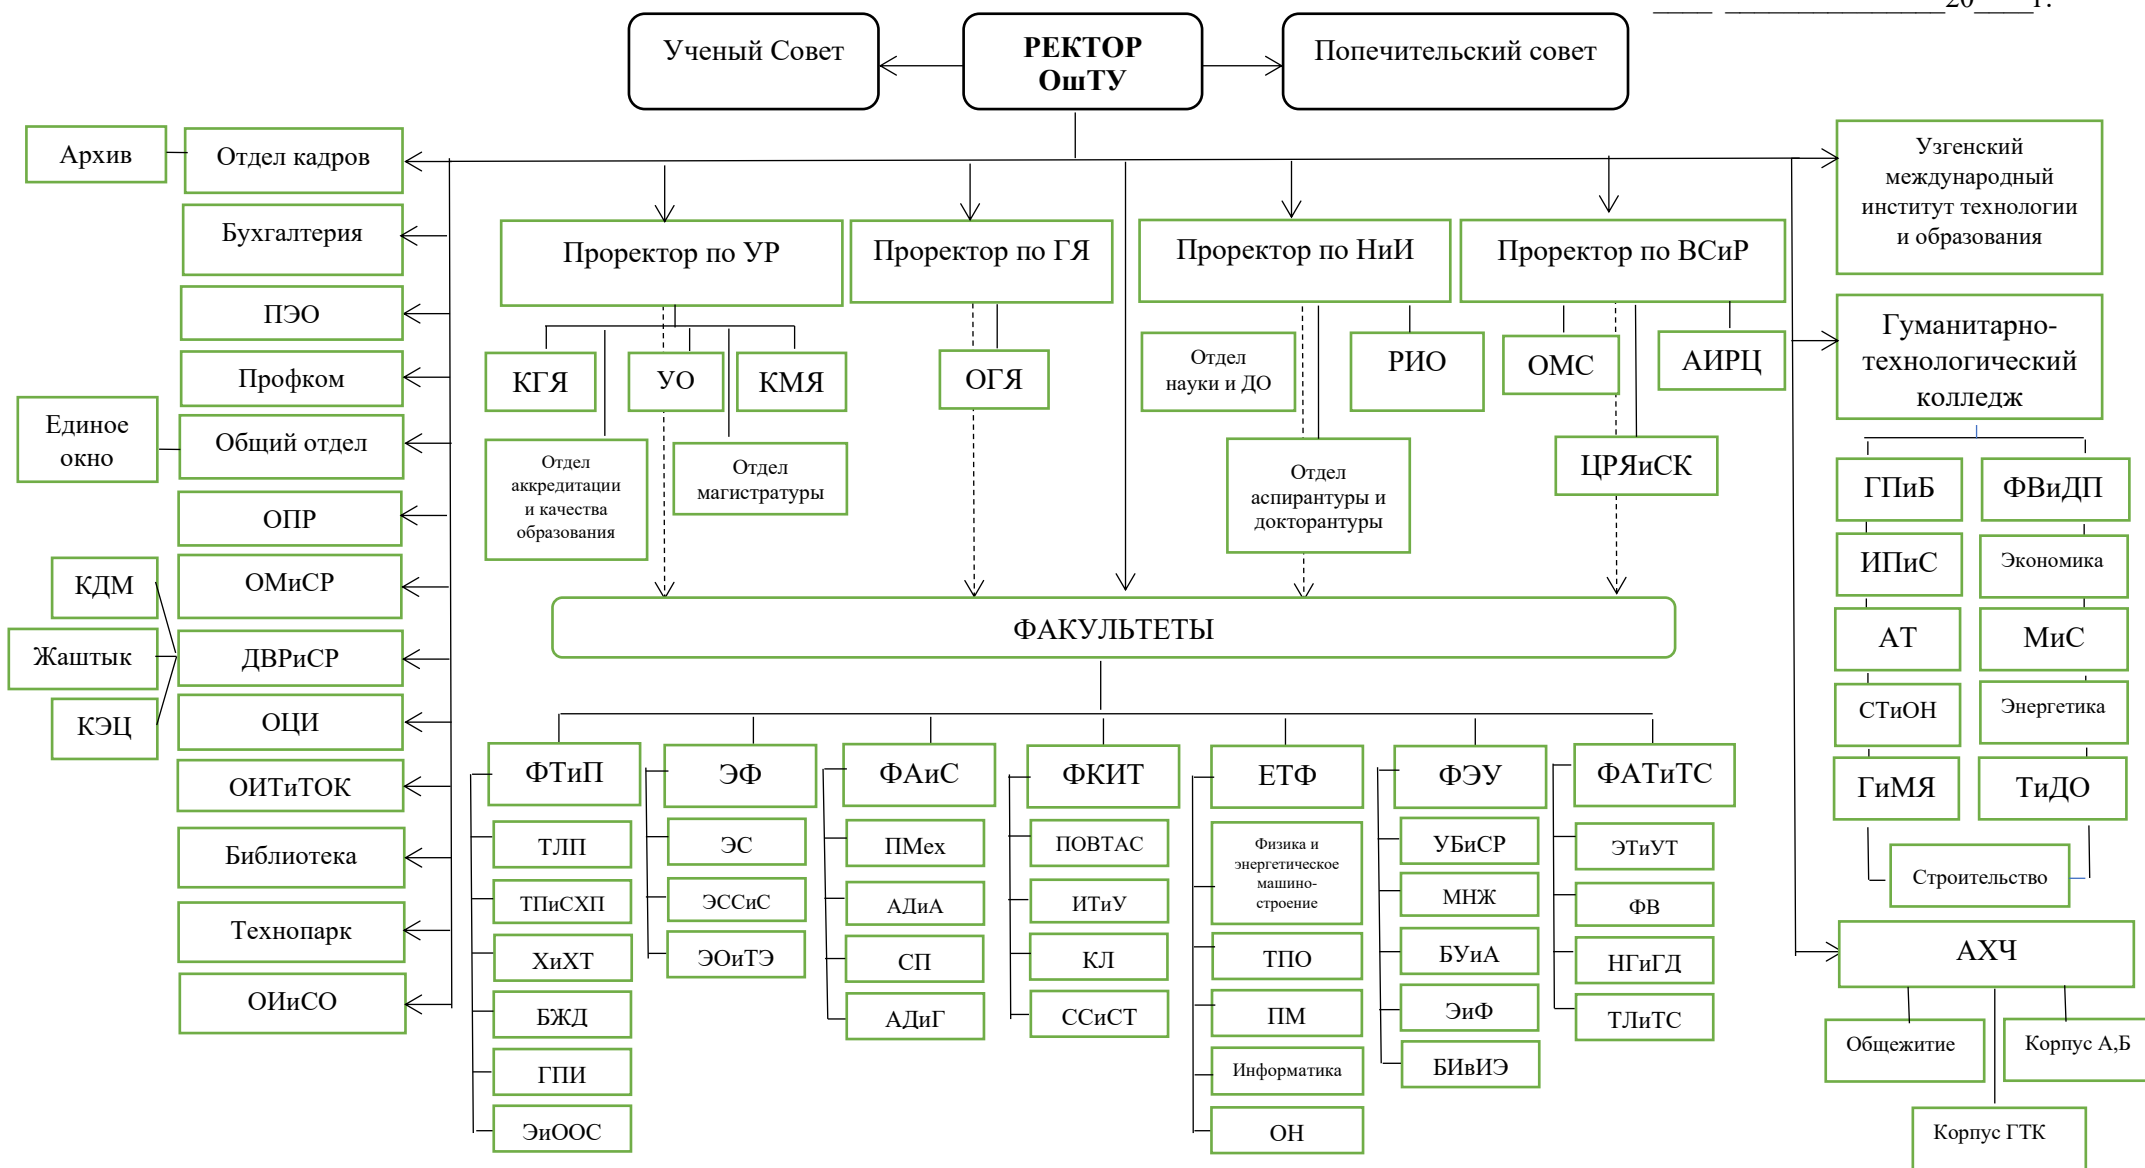 ____ _______________20____г.
Ученый Совет
РЕКТОР
ОшТУ
Попечительский совет
Архив
Отдел кадров
Бухгалтерия
ПЭО
Профком
Единое
окно
Общий отдел
ОПР
КДМ
ОМиСР
Жаштык
ДВРиСР
КЭЦ
ОЦИ
ОИТиТОК
Библиотека
Технопарк
ОИиСО
Проректор по УР
Проректор по ГЯ
Проректор по НиИ
Проректор по ВСиР
КГЯ
УО
КМЯ
Отдел
аккредитации
и качества
образования
Отдел
магистратуры
ОГЯ
Отдел
науки и ДО
РИО
Отдел
аспирантуры и
докторантуры
ОМС
АИРЦ
ЦРЯиСК
ФАКУЛЬТЕТЫ
ФТиП
ТЛП
ТПиСХП
ХиХТ
БЖД
ГПИ
ЭиООС
ЭФ
ЭС
ЭССиС
ЭОиТЭ
ФАиС
ПМех
АДиА
СП
АДиГ
ФКИТ
ПОВТАС
ИТиУ
КЛ
ССиСТ
ЕТФ
Физика и
энергетическое
машино-
строение
ТПО
ПМ
Информатика
ОН
ФЭУ
УБиСР
МНЖ
БУиА
ЭиФ
БИвИЭ
ФАТиТС
ЭТиУТ
ФВ
НГиГД
ТЛиТС
Узгенский
международный
институт технологии
и образования
Гуманитарно-
технологический
колледж
ГПиБ
ФВиДП
ИПиС
Экономика
АТ
МиС
СТиОН
Энергетика
ГиМЯ
ТиДО
Строительство
АХЧ
Общежитие
Корпус А,Б
Корпус ГТК